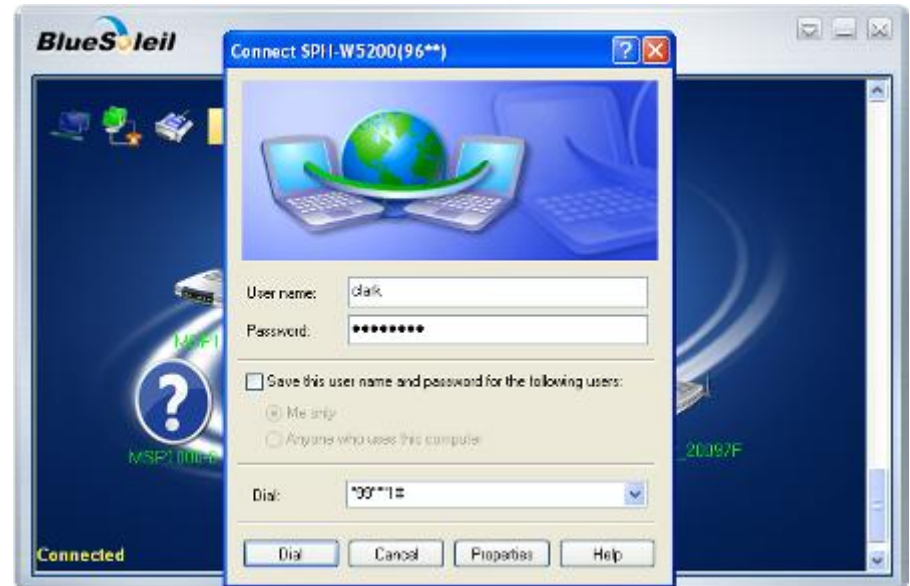 BlueSoleil
Connect SPH-W5200(96**)
User name: clark
Password: ••••••••
Save this user name and password for the following users:
Me only
Anyone who uses this computer
20097F
Dial: *99***1#
Dial Cancel Properties Help
Connected